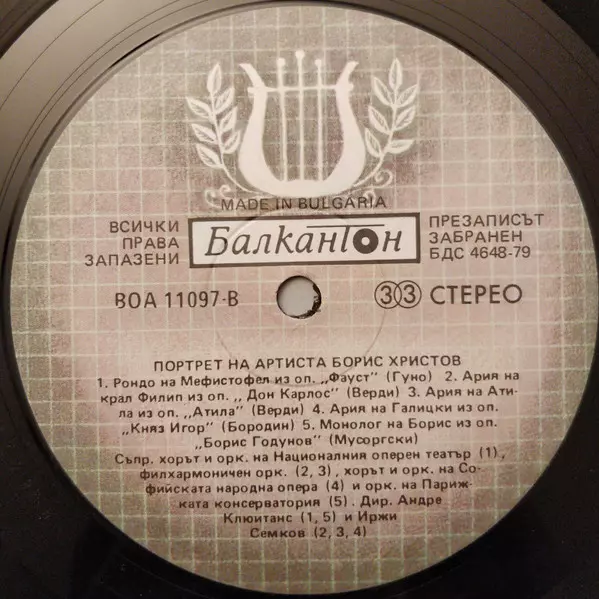 MADE IN BULGARIA
ВСИЧКИ
ПРАВА
ЗАПАЗЕНИ
Балкантон
ПРЕЗАПИСЪТ
ЗАБРАНЕН
БДС 4648-79
ВОА 11097-В
33 СТЕРЕО
ПОРТРЕТ НА АРТИСТА БОРИС ХРИСТОВ
1. Рондо на Мефистофел из оп. „Фауст" (Гуно) 2. Ария на
крал Филип из оп. „ Дон Карлос" (Верди) 3. Ария на Ати-
ла из оп. „Атила" (Верди) 4. Ария на Галицки из оп.
„Княз Игор" (Бородин) 5. Монолог на Борис из оп.
„Борис Годунов" (Мусоргски)
Съпр. хорът и орк. на Националния оперен театър (1),
филхармоничен орк. (2, 3), хорът и орк. на Со-
фийската народна опера (4) и орк. на Париж-
ката консерватория (5). Дир. Андре
Клюитанс (1, 5) и Иржи
Семков (2, 3, 4)